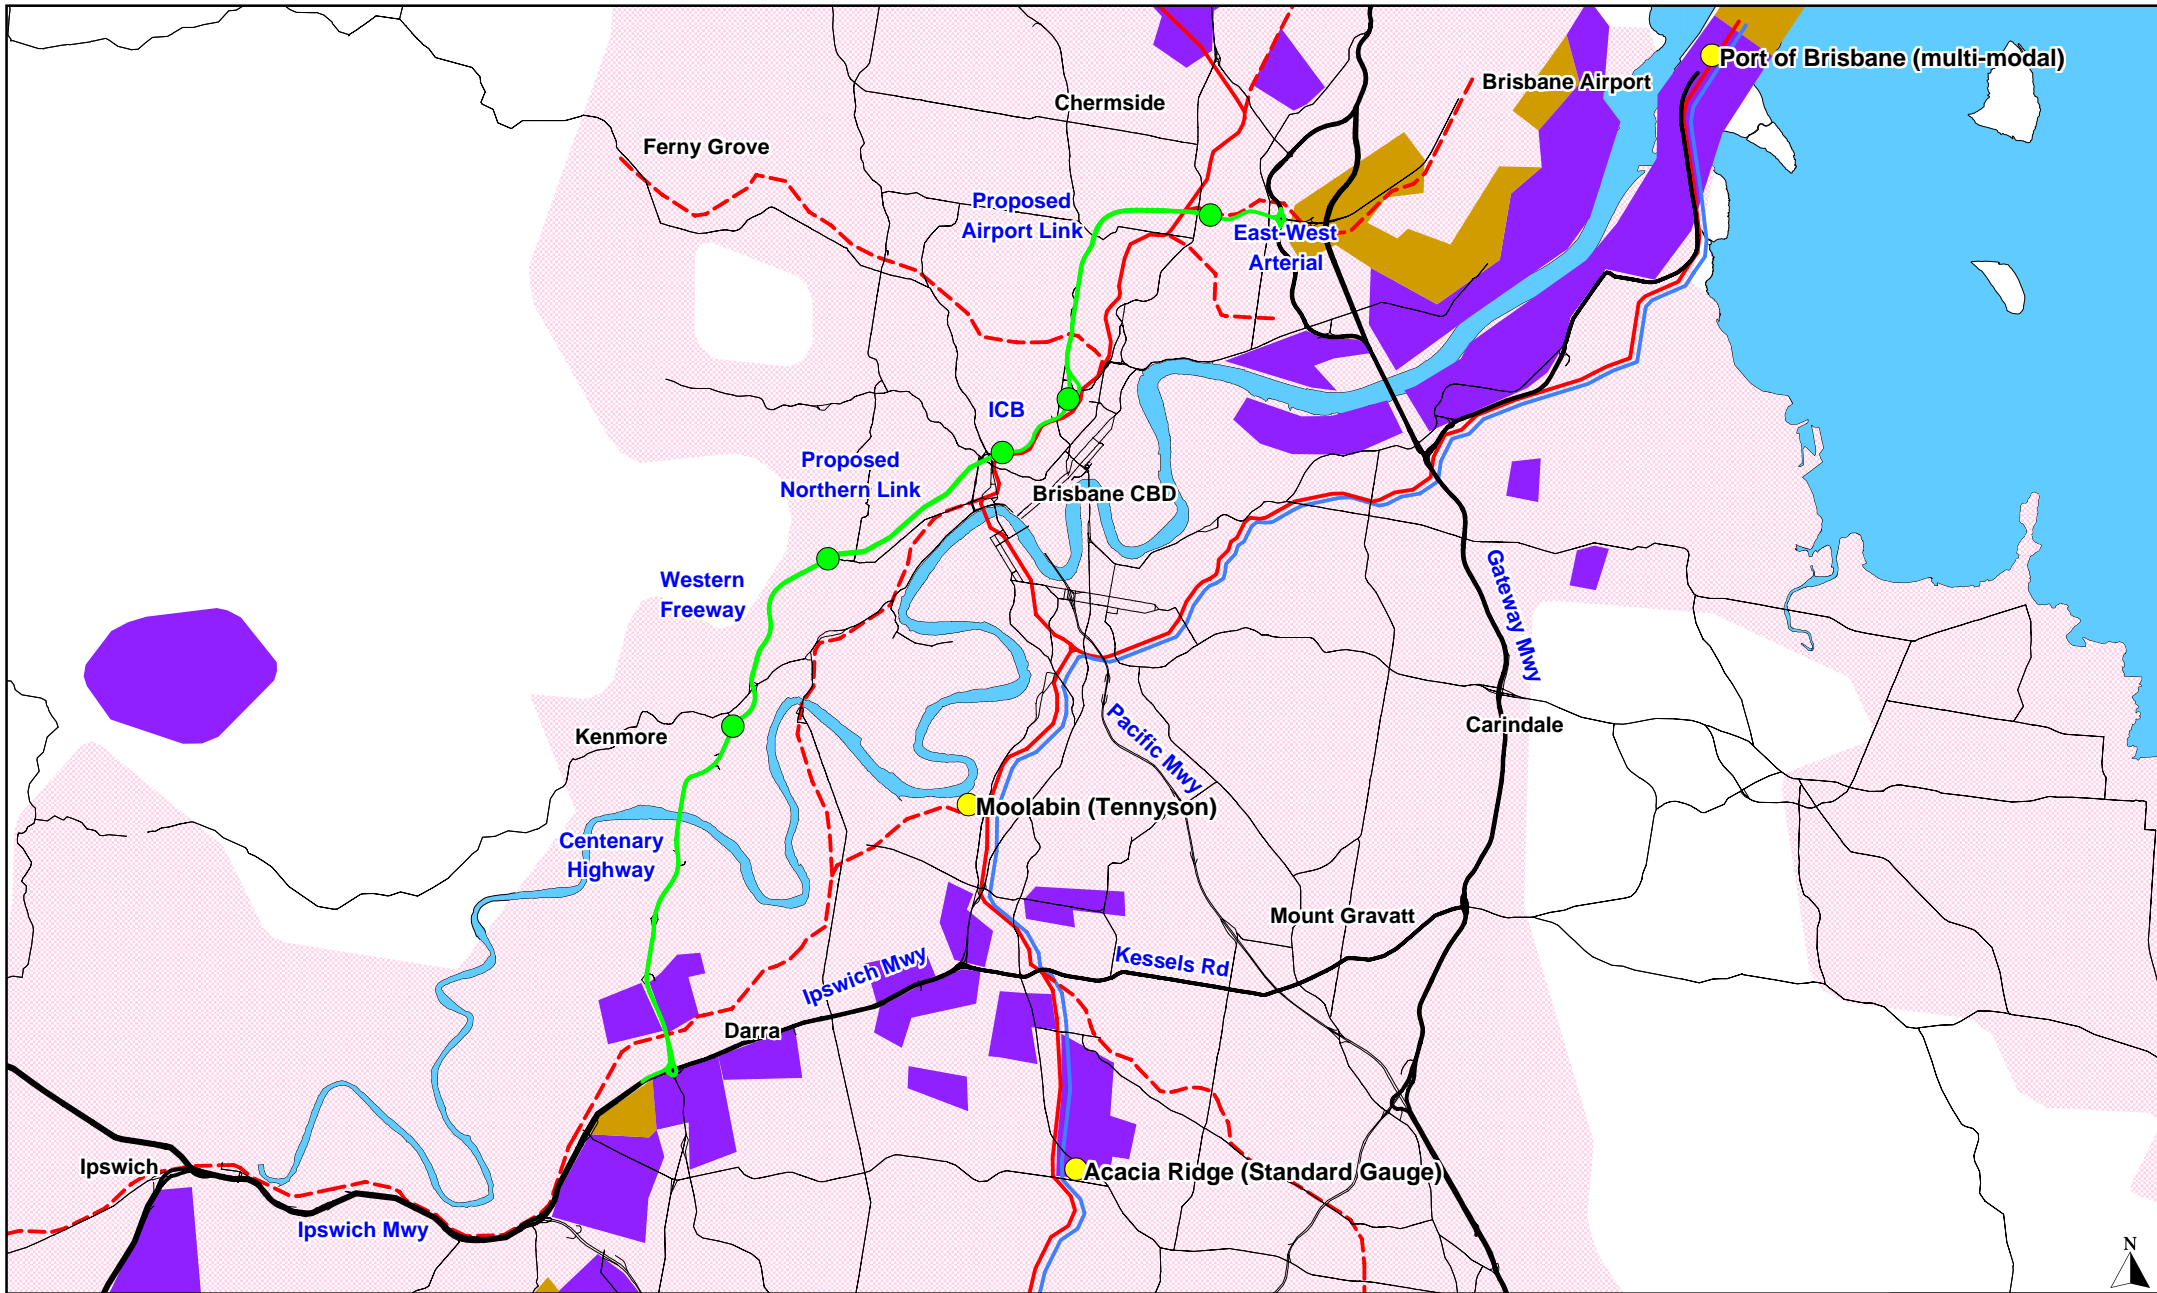 Port of Brisbane (multi-modal)
Brisbane Airport
Chermside
Ferny Grove
Proposed
Airport Link
East-West
Arterial
ICB
Proposed
Northern Link
Brisbane CBD
Western
Freeway
Gateway Mwy
Kenmore
Pacific Mwy
Carindale
Moolabin (Tennyson)
Centenary
Highway
Mount Gravatt
Ipswich Mwy
Kessels Rd
Darra
Ipswich
Acacia Ridge (Standard Gauge)
Ipswich Mwy
N